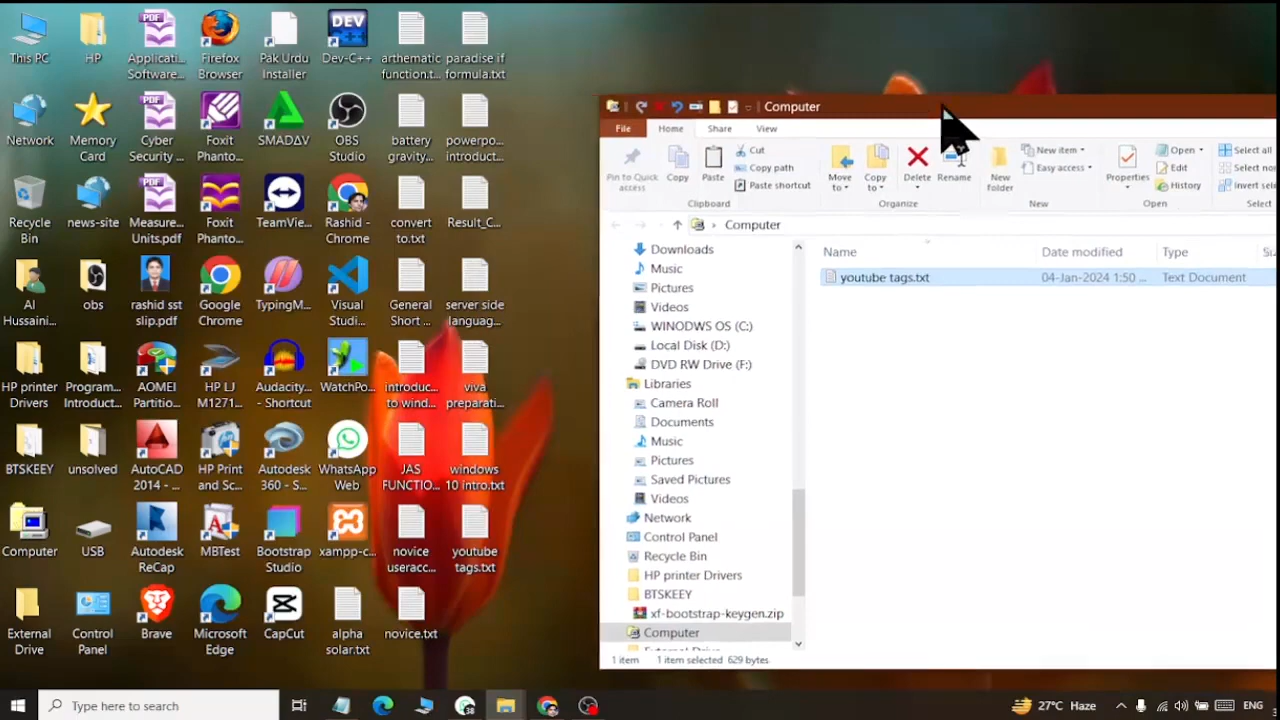 This PC
HP
Applicati...
Software...
Firefox
Browser
Pak Urdu
Installer
Dev-C++
arthematic
function.t...
paradise if
formula.txt
Network
Memory
Card
Cyber
Security ...
Foxit
Phanto...
SMADΔV
OBS
Studio
battery
gravity...
powerpo...
introduct...
Bin
news-site
Measure...
Units.pdf
Foxit
Phanto...
TeamVie...
Rashid -
Chrome
convert
to.txt
Result_C...
Al
Hussaini...
obs
rashid sst
slip.pdf
Google
Chrome
TypingM...
Visual
Studi...
General
Short ...
server side
languag...
HP printer
Drivers
Program...
Introduct...
AOMEI
Partitio...
HP LJ
M1271...
Audacity...
- Shortcut
WatchPo...
introduc...
to wind...
viva
preparati...
BTSKEEY
unsolved
AutoCAD
2014 - ...
HP Print
and Sc...
Autodesk
360 - S...
WhatsApp
Web
JAS
FUNCTIO...
windows
10 intro.txt
Computer
USB
Autodesk
ReCap
MBTest
Bootstrap
Studio
xampp-c...
novice
useracc...
youtube
tags.txt
External
Drive
Control
Panel
Brave
Microsoft
Edge
CapCut
alpha
solar.txt
novice.txt
Computer
File Home Share View
Pin to Quick
access
Copy
Paste
Cut
Copy path
Paste shortcut
Clipboard
Move
to
Copy
to
Delete
Rename
Organize
New
Folder
New item
Easy access
New
Properties
Open
Edit
History
Open
Select all
Select no
Invert sele
Select
Computer
Downloads
Music
Pictures
Videos
WINODWS OS (C:)
Local Disk (D:)
DVD RW Drive (F:)
Libraries
Camera Roll
Documents
Music
Pictures
Saved Pictures
Videos
Network
Control Panel
Recycle Bin
HP printer Drivers
BTSKEEY
xf-bootstrap-keygen.zip
Computer
External Drive
Name Date modified Type
youtube tags.txt 04-Jan-2024 1:50 ... Text Document
1 item 1 item selected 629 bytes
Type here to search
27°C Haze
ENG